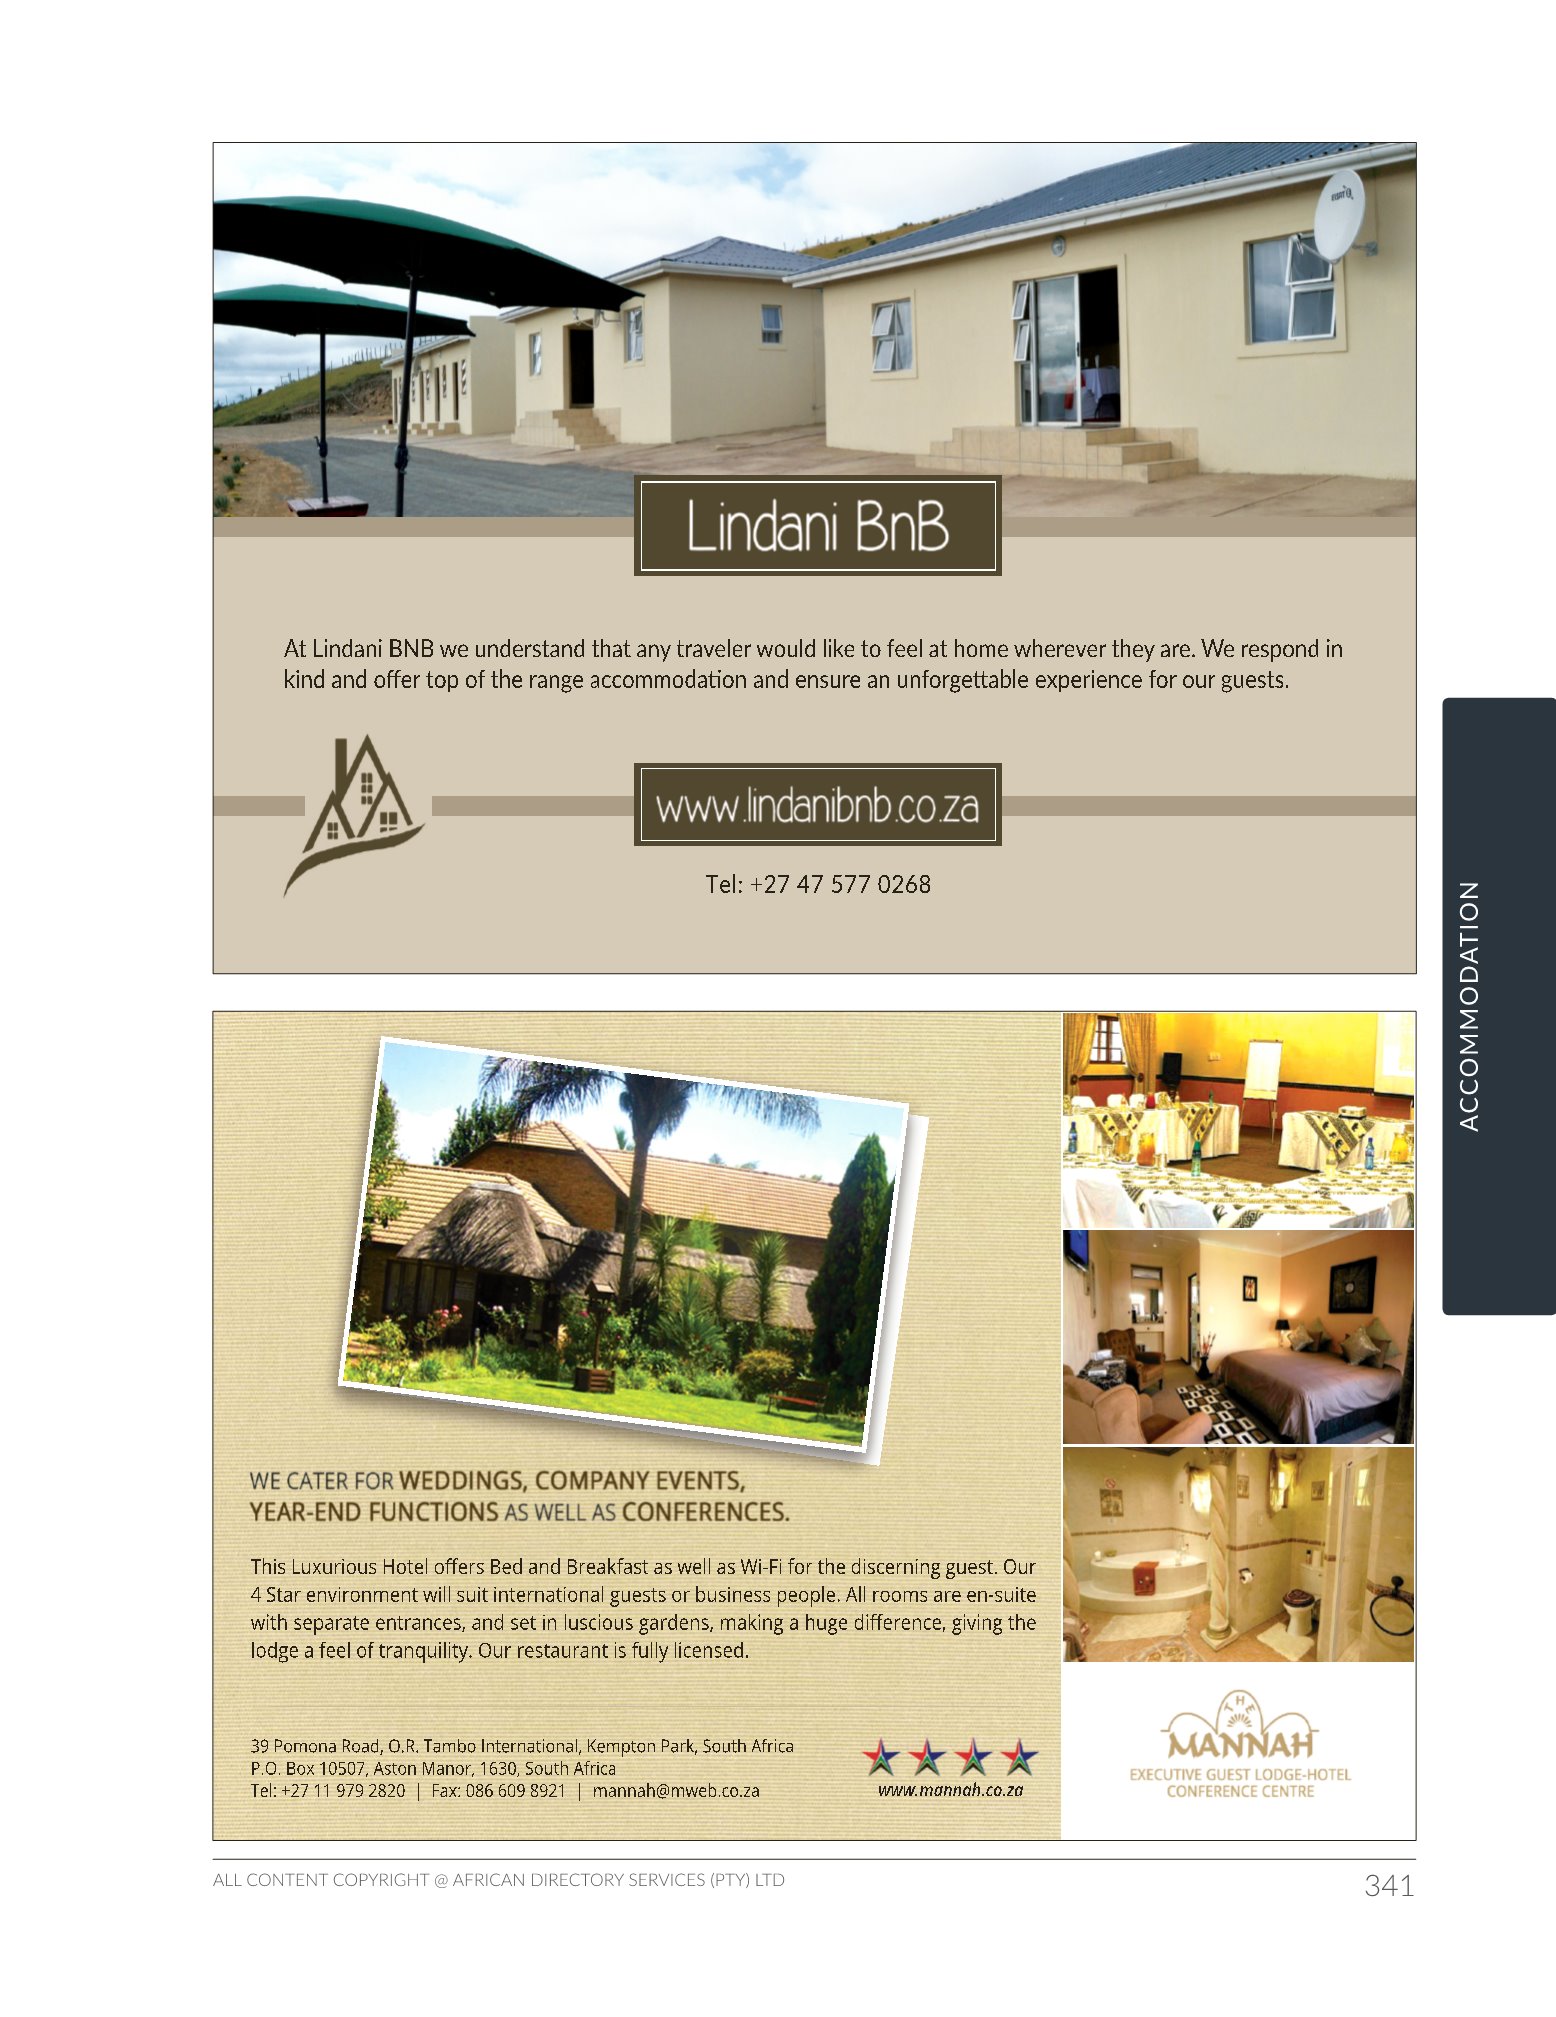 Lindani BnB
At Lindani BNB we understand that any traveler would like to feel at home wherever they are. We respond in
kind and offer top of the range accommodation and ensure an unforgettable experience for our guests.
www.lindanibnb.co.za
Tel: +27 47 577 0268
ACCOMMODATION
WE CATER FOR WEDDINGS, COMPANY EVENTS,
YEAR-END FUNCTIONS AS WELL AS CONFERENCES.
This Luxurious Hotel offers Bed and Breakfast as well as Wi-Fi for the discerning guest. Our
4 Star environment will suit international guests or business people. All rooms are en-suite
with separate entrances, and set in luscious gardens, making a huge difference, giving the
lodge a feel of tranquility. Our restaurant is fully licensed.
39 Pomona Road, O.R. Tambo International, Kempton Park, South Africa
P.O. Box 10507, Aston Manor, 1630, South Africa
Tel: +27 11 979 2820 | Fax: 086 609 8921 | mannah@mweb.co.za
www.mannah.co.za
THE
MANNAH
EXECUTIVE GUEST LODGE-HOTEL
CONFERENCE CENTRE
ALL CONTENT COPYRIGHT @ AFRICAN DIRECTORY SERVICES (PTY) LTD
341